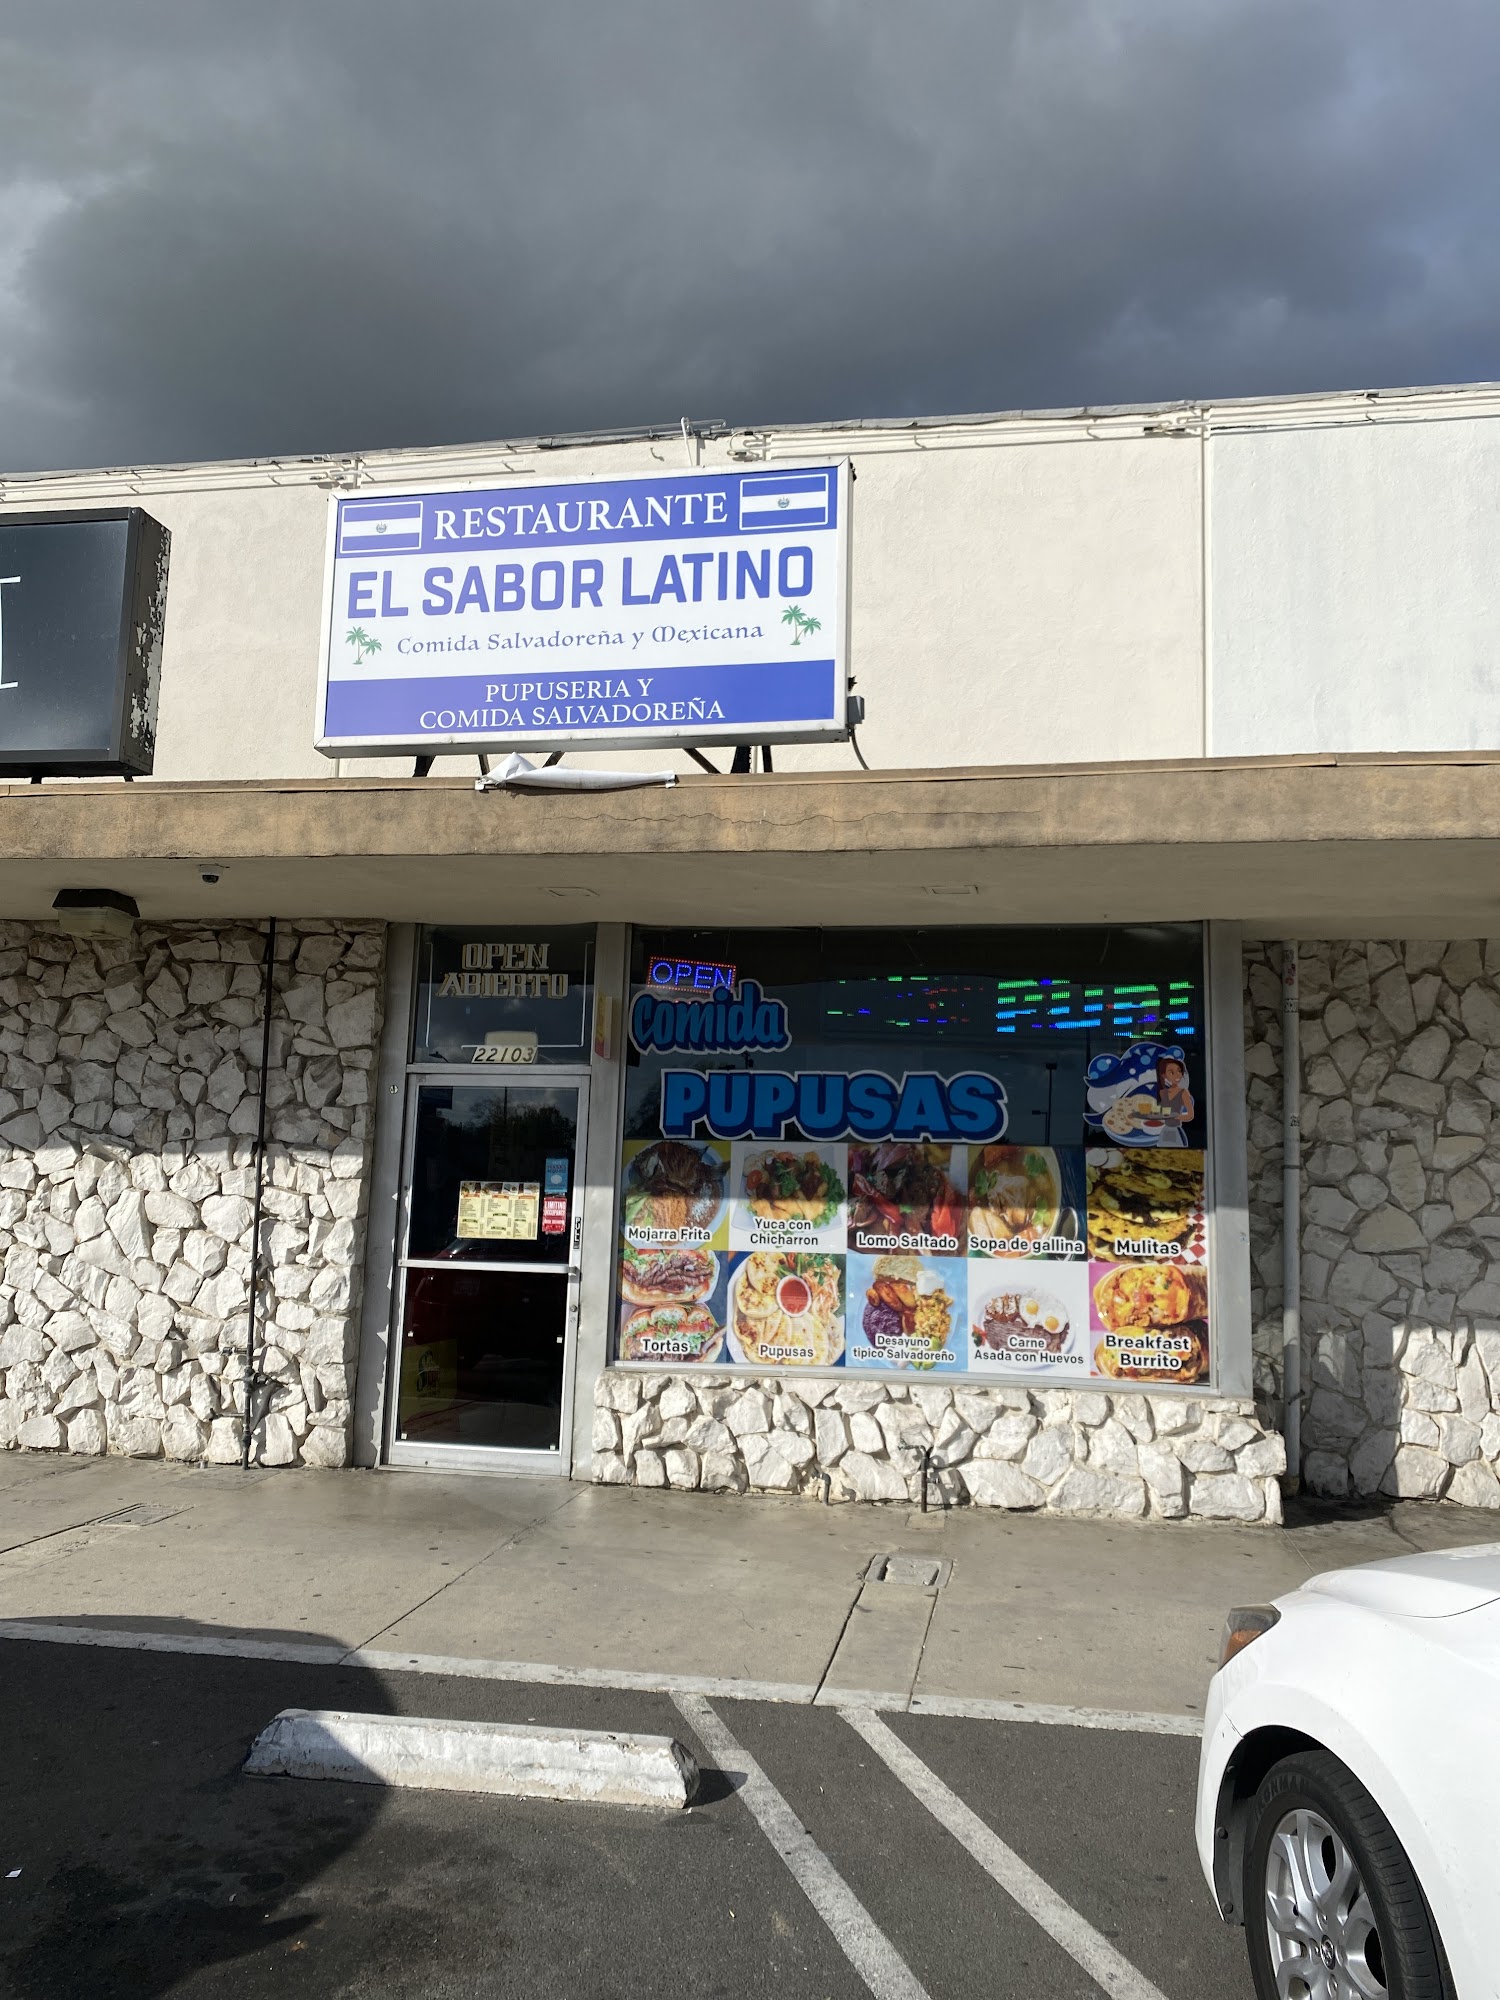 RESTAURANTE
EL SABOR LATINO
Comida Salvadoreña y Mexicana
PUPUSERIA Y
COMIDA SALVADOREÑA
OPEN
ABIERTO
22103
OPEN
comida
PUPUSAS
Mojarra Frita
Yuca con
Chicharron
Lomo Saltado
Sopa de gallina
Mulitas
Tortas
Pupusas
Desayuno
tipico Salvadoreño
Carne
Asada con Huevos
Breakfast
Burrito